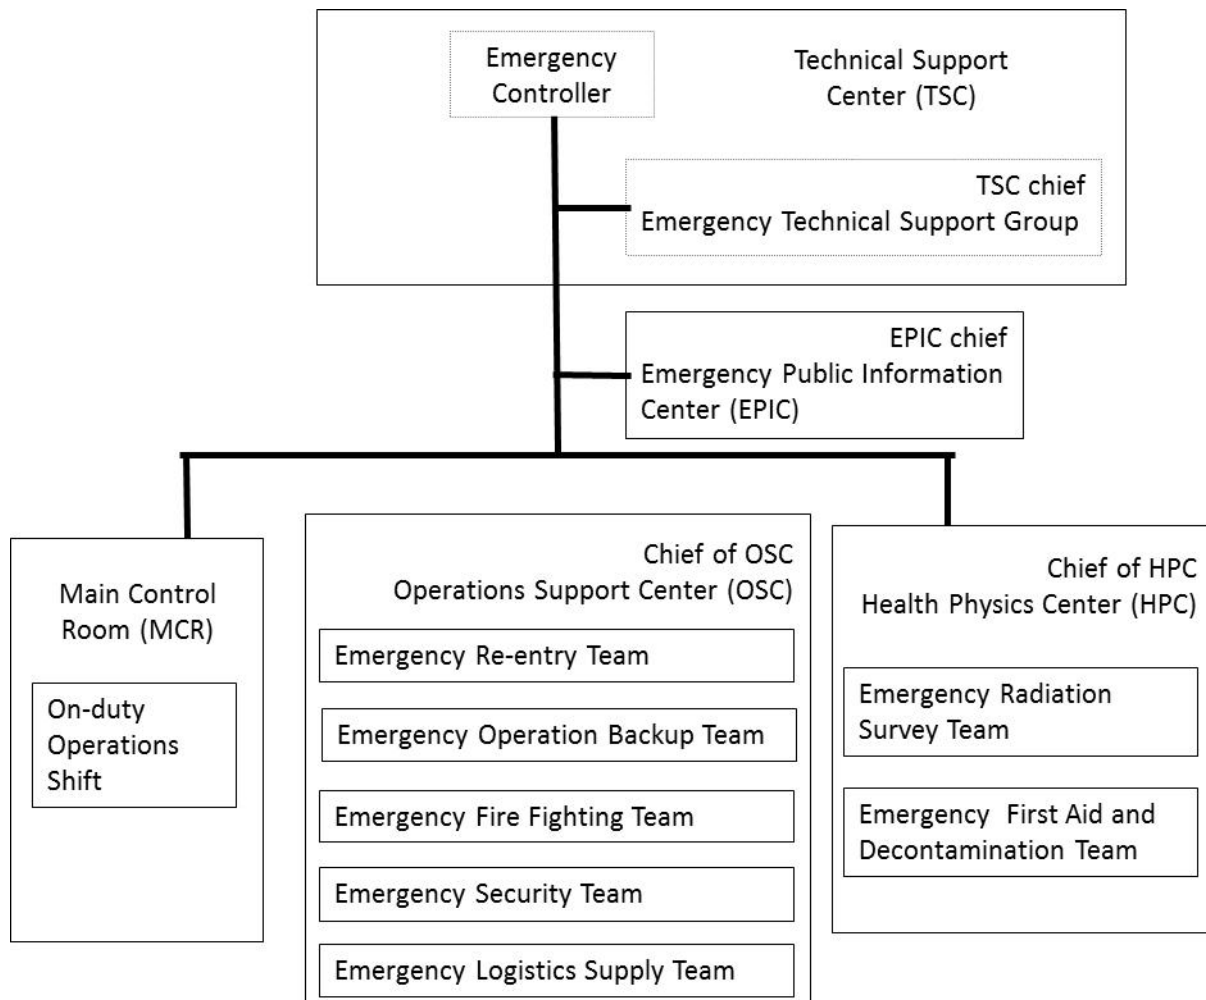 Emergency
Controller
Technical Support
Center (TSC)
TSC chief
Emergency Technical Support Group
EPIC chief
Emergency Public Information
Center (EPIC)
Main Control
Room (MCR)
On-duty
Operations
Shift
Chief of OSC
Operations Support Center (OSC)
Emergency Re-entry Team
Emergency Operation Backup Team
Emergency Fire Fighting Team
Emergency Security Team
Emergency Logistics Supply Team
Chief of HPC
Health Physics Center (HPC)
Emergency Radiation
Survey Team
Emergency First Aid and
Decontamination Team